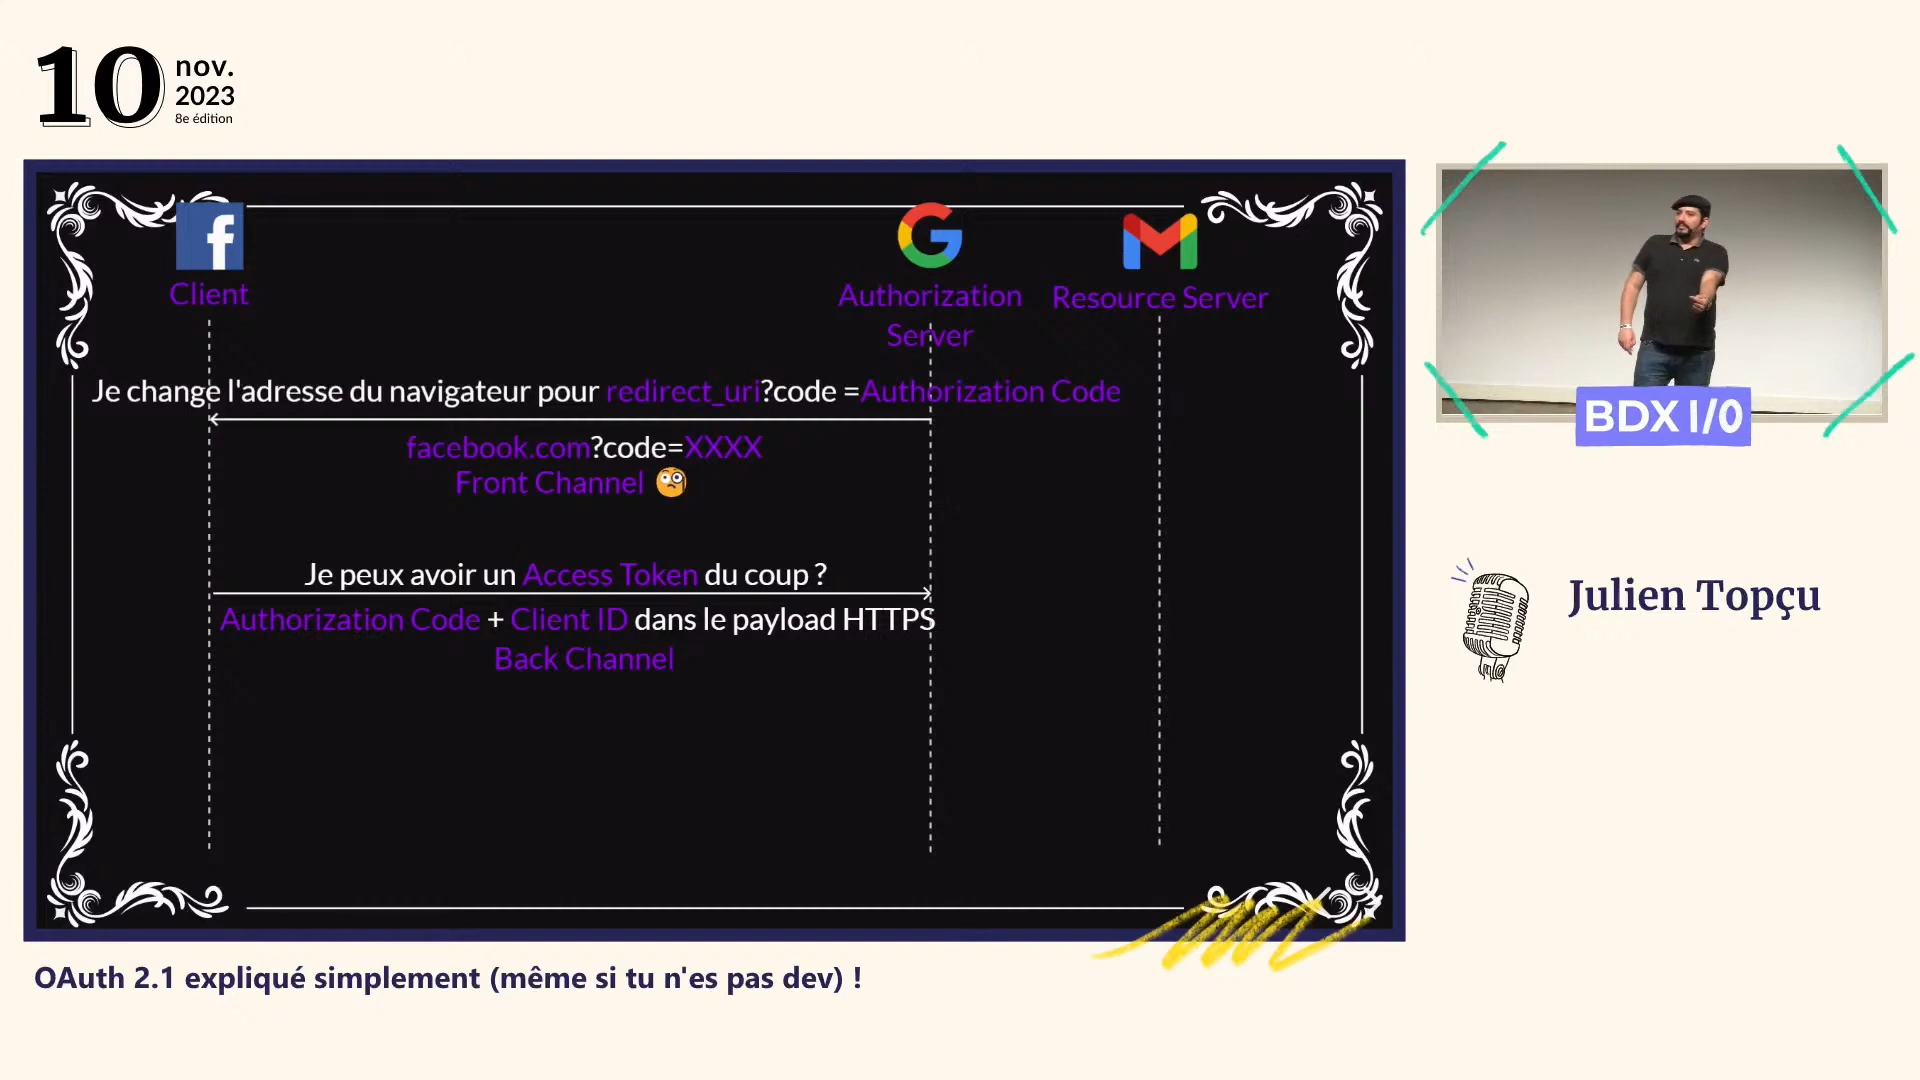 10
nov.
2023
8e édition
Client
Authorization
Server
Resource Server
Je change l'adresse du navigateur pour redirect_uri?code =Authorization Code
facebook.com?code=XXXX
Front Channel
Je peux avoir un Access Token du coup ?
Authorization Code + Client ID dans le payload HTTPS
Back Channel
BDX I/O
Julien Topçu
OAuth 2.1 expliqué simplement (même si tu n'es pas dev) !